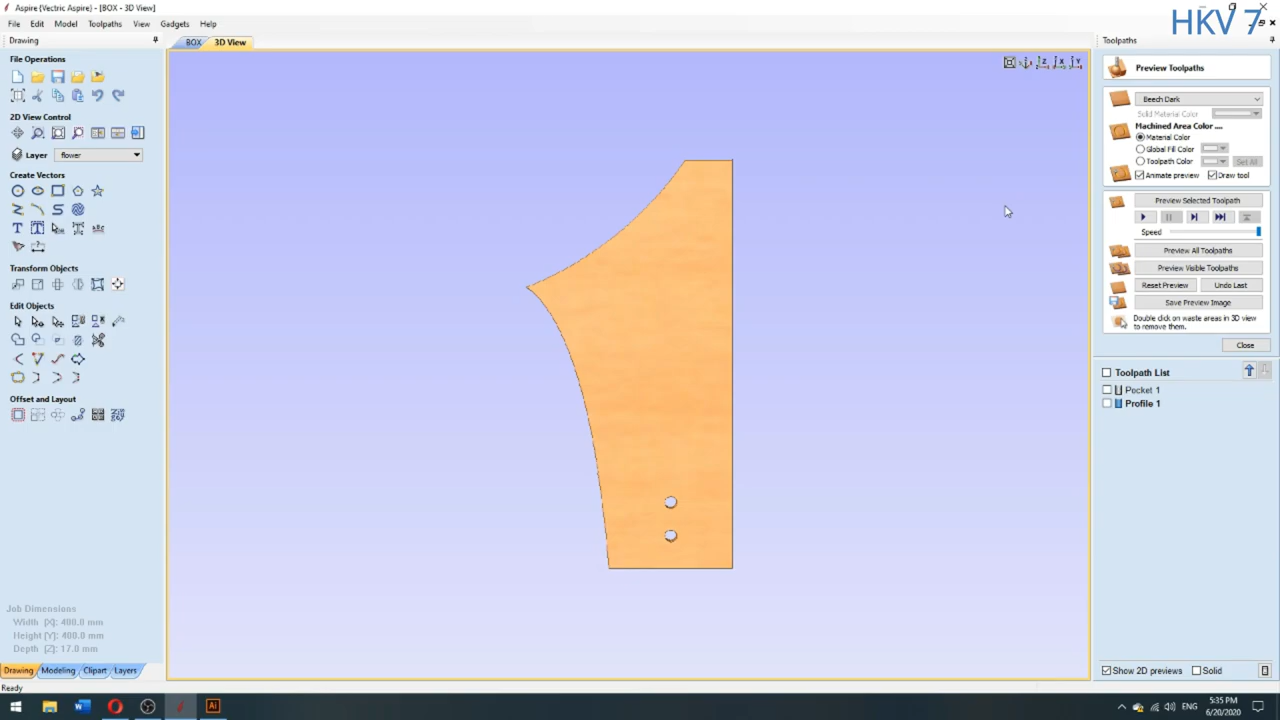 Aspire (Vectric Aspire) - [BOX - 3D View]
HKV 7
File Edit Model Toolpaths View Gadgets Help
Drawing
BOX 3D View
Toolpaths
File Operations
2D View Control
Layer flower
Create Vectors
Transform Objects
Edit Objects
Offset and Layout
Job Dimensions
Width [X]: 400.0 mm
Height [Y]: 400.0 mm
Depth [Z]: 17.0 mm
Drawing Modeling Clipart Layers
Ready
Preview Toolpaths
Beech Dark
Solid Material Color
Machined Area Color ....
Material Color
Global Fill Color
Toolpath Color Set All
Animate preview Draw tool
Preview Selected Toolpath
Speed
Preview All Toolpaths
Preview Visible Toolpaths
Reset Preview Undo Last
Save Preview Image
Double click on waste areas in 3D view
to remove them.
Close
Toolpath List
Pocket 1
Profile 1
Show 2D previews Solid
ENG
5:35 PM
6/20/2020